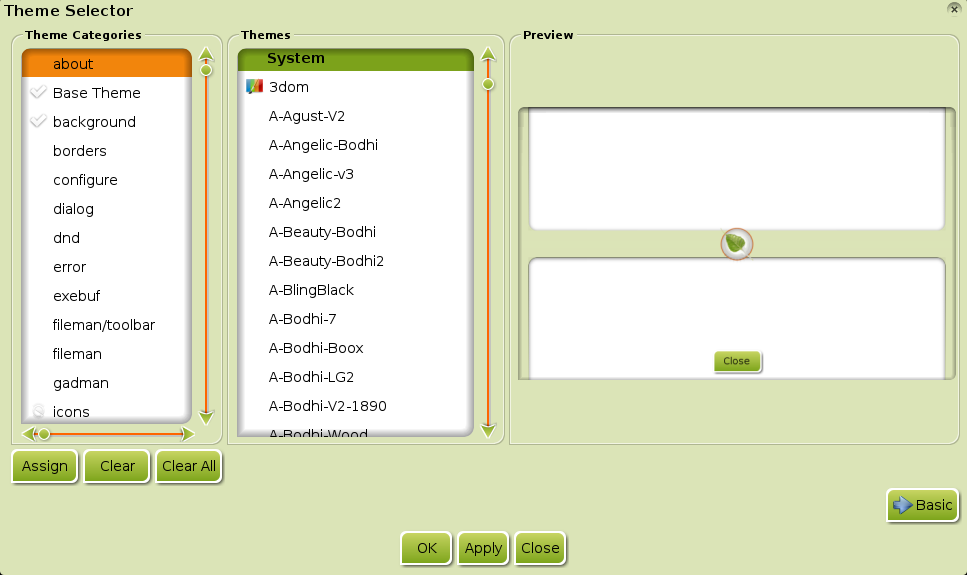 Theme Selector
Theme Categories
about
Base Theme
background
borders
configure
dialog
dnd
error
exebuf
fileman/toolbar
fileman
gadman
icons
Themes
System
3dom
A-Agust-V2
A-Angelic-Bodhi
A-Angelic-v3
A-Angelic2
A-Beauty-Bodhi
A-Beauty-Bodhi2
A-BlingBlack
A-Bodhi-7
A-Bodhi-Boox
A-Bodhi-LG2
A-Bodhi-V2-1890
A-Bodhi-Wood
Preview
Close
Assign
Clear
Clear All
Basic
OK
Apply
Close